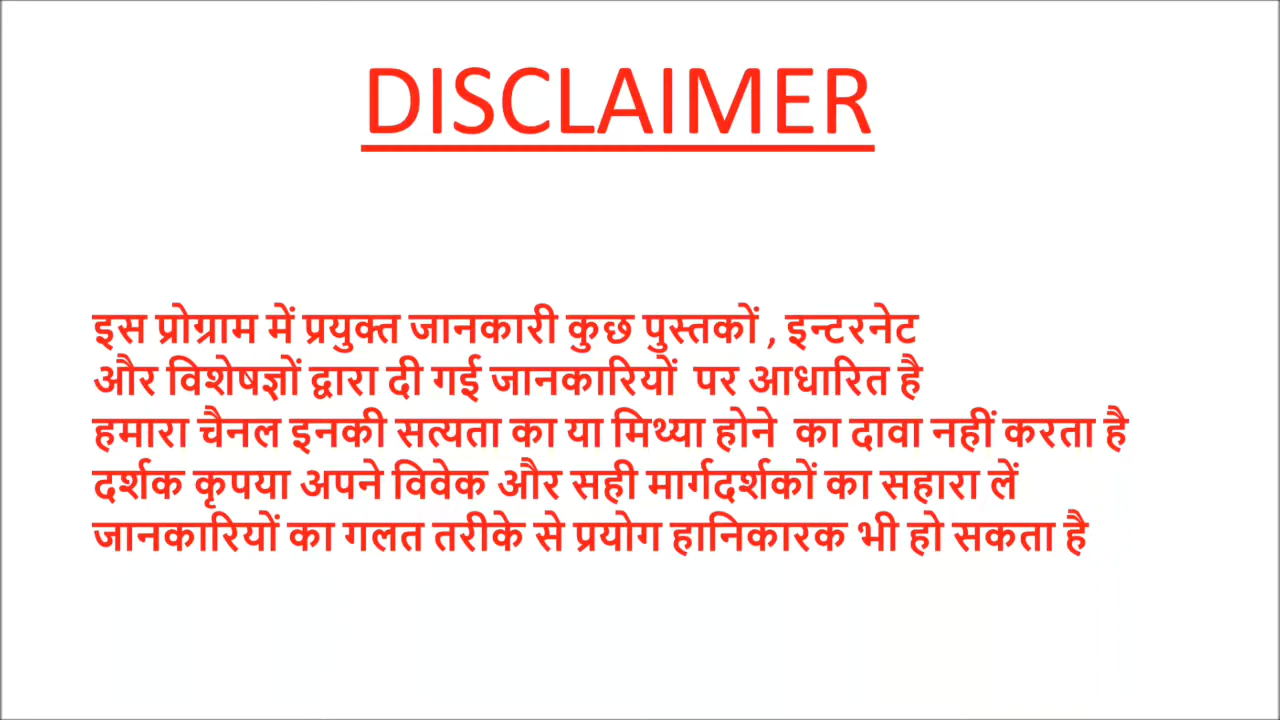 DISCLAIMER
इस प्रोग्राम में प्रयुक्त जानकारी कुछ पुस्तकों , इन्टरनेट
और विशेषज्ञों द्वारा दी गई जानकारियों पर आधारित है
हमारा चैनल इनकी सत्यता का या मिथ्या होने का दावा नहीं करता है
दर्शक कृपया अपने विवेक और सही मार्गदर्शकों का सहारा लें
जानकारियों का गलत तरीके से प्रयोग हानिकारक भी हो सकता है